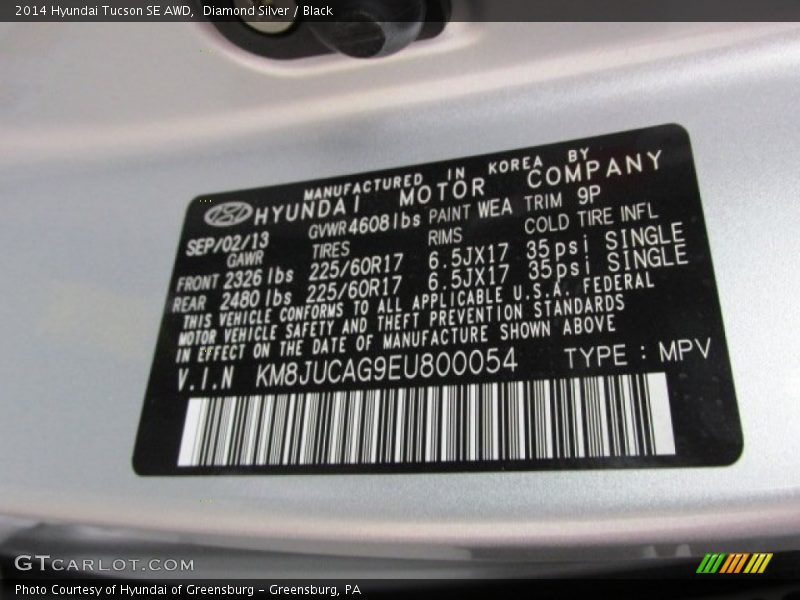 2014 Hyundai Tucson SE AWD,  Diamond Silver / Black
MANUFACTURED IN KOREA BY
HYUNDAI MOTOR COMPANY
SEP/02/13 GVWR 4608 lbs PAINT WEA TRIM 9P
GAWR TIRES RIMS COLD TIRE INFL
FRONT 2326 lbs 225/60R17 6.5JX17 35psi SINGLE
REAR 2480 lbs 225/60R17 6.5JX17 35psi SINGLE
THIS VEHICLE CONFORMS TO ALL APPLICABLE U.S.A. FEDERAL
MOTOR VEHICLE SAFETY AND THEFT PREVENTION STANDARDS
IN EFFECT ON THE DATE OF MANUFACTURE SHOWN ABOVE
V.I.N KM8JUCAG9EU800054 TYPE : MPV
GTCARLOT.COM
Photo Courtesy of Hyundai of Greensburg - Greensburg, PA